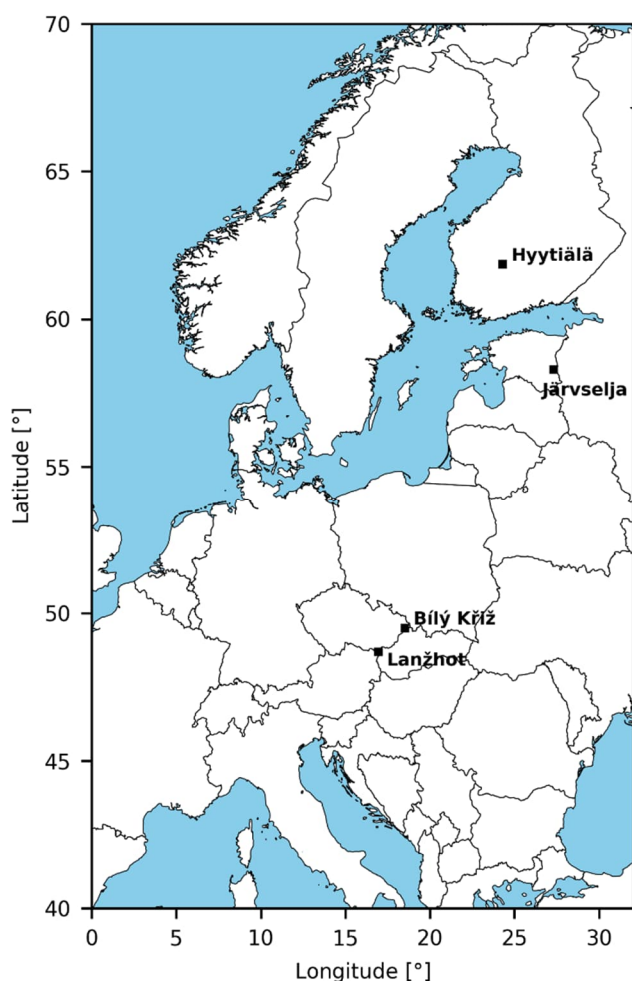 70
65
Hyytiälä
60
Järvselja
55
Latitude [°]
50
Bílý Kříž
Lanžhot
45
40
0 5 10 15 20 25 30
Longitude [°]